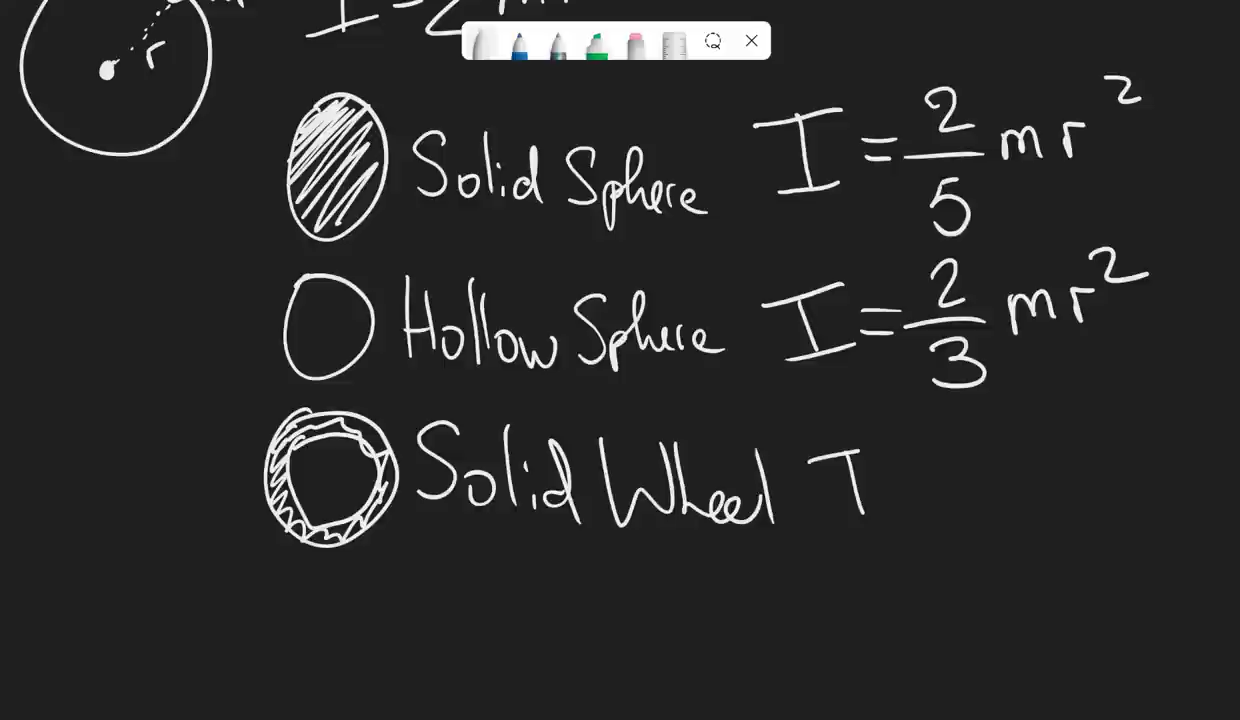 r
Solid Sphere I = 2/5 mr²
Hollow Sphere I = 2/3 mr²
Solid Wheel T